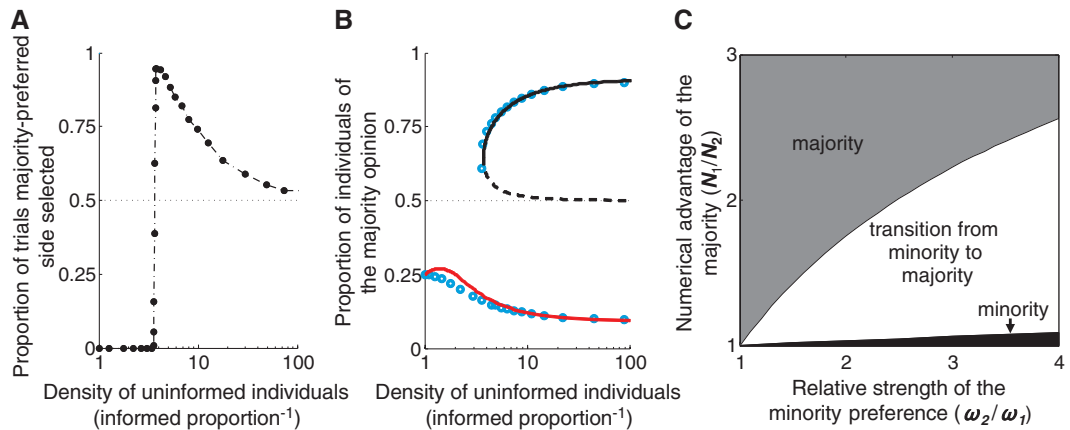 A
Proportion of trials majority-preferred
side selected
1
0.75
0.5
0.25
0
1
10
100
Density of uninformed individuals
(informed proportion-1)
B
Proportion of individuals of
the majority opinion
1
0.75
0.5
0.25
0
1
10
100
Density of uninformed individuals
(informed proportion-1)
C
Numerical advantage of the
majority (N1/N2)
3
2
1
majority
transition from
minority to
majority
minority
1
2
3
4
Relative strength of the
minority preference (ω2/ω1)